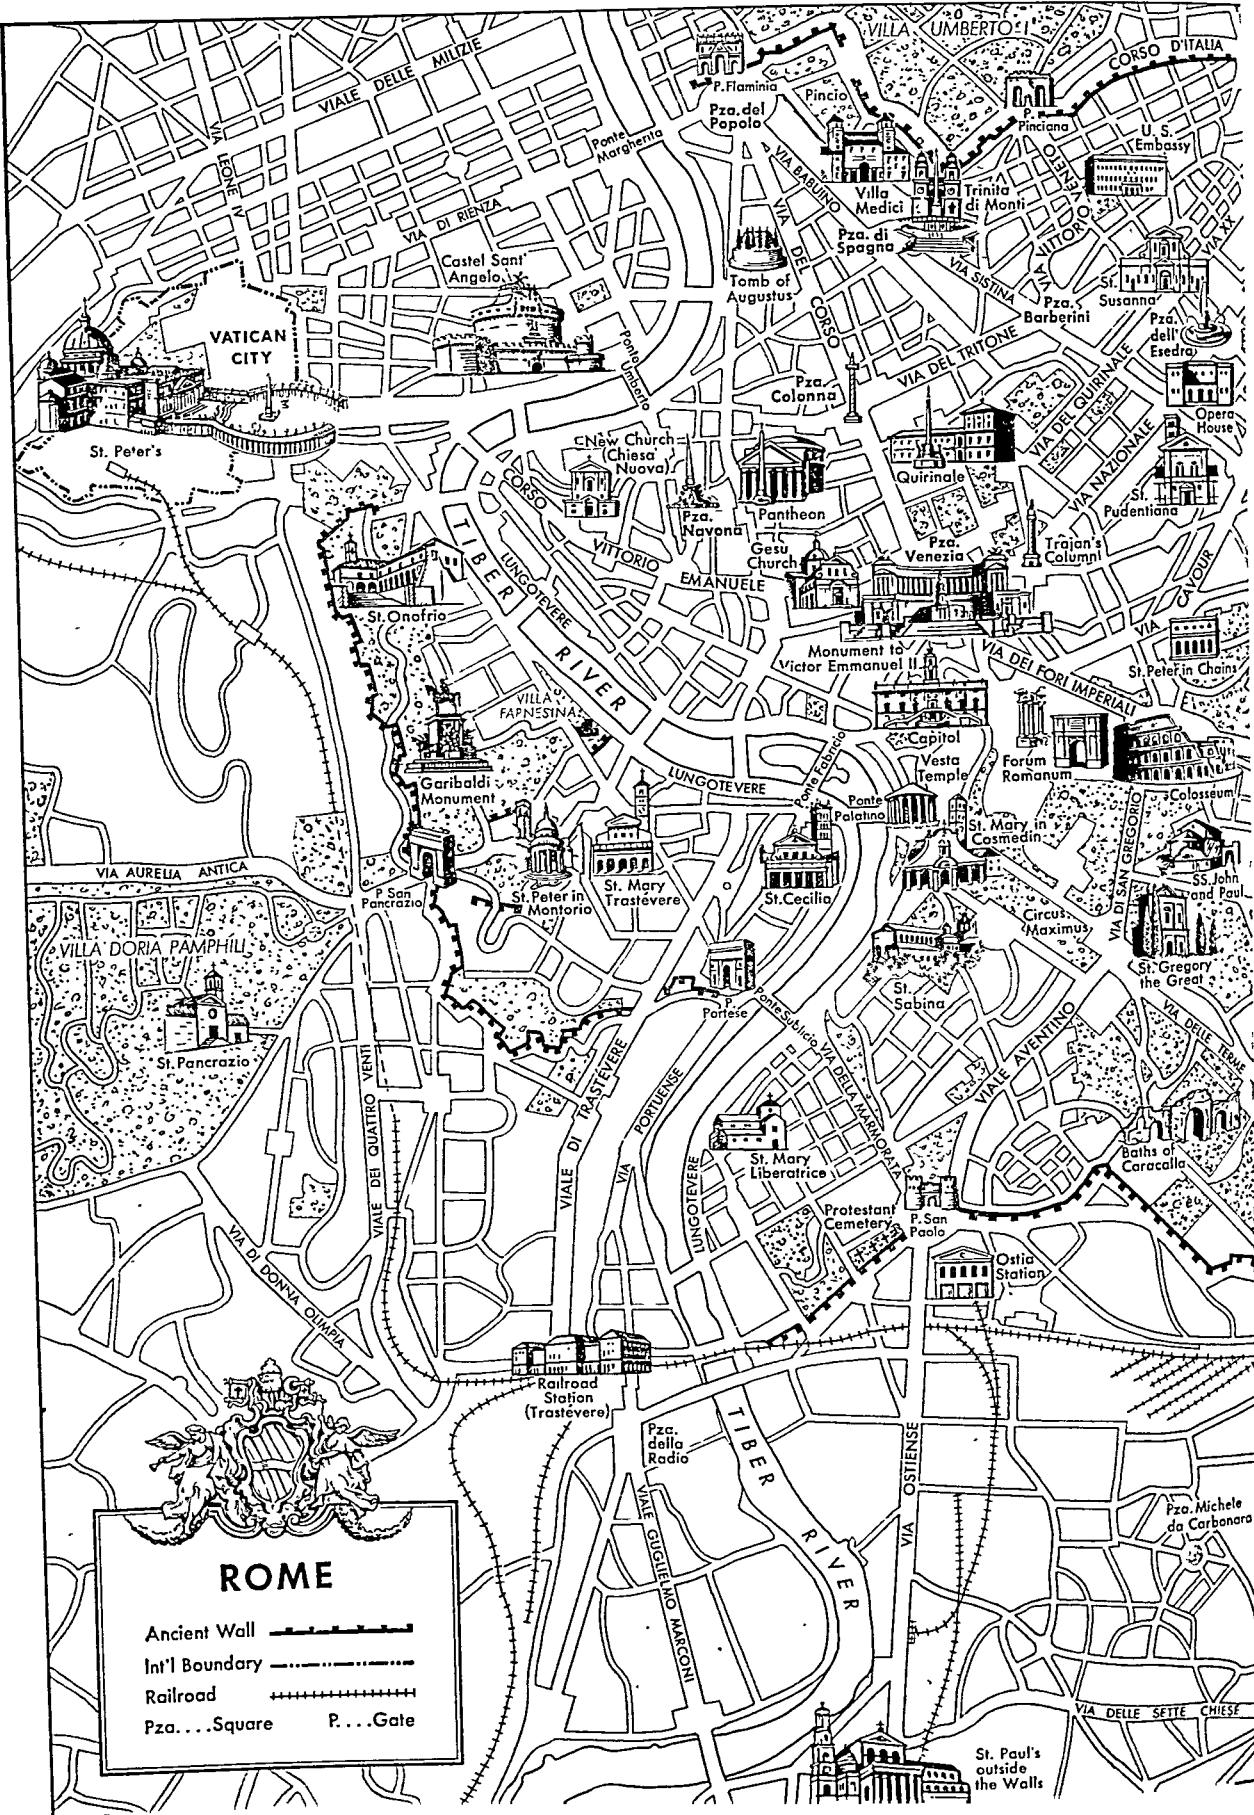 VILLA UMBERTO I
CORSO D'ITALIA
P. Flaminia
Pincio
Pza. del
Popolo
P.
Pinciana
U. S.
Embassy
VIALE DELLE MILIZIE
VIA LEONE IV
Ponte
Margherita
VIA BABUINO
Villa
Medici
Trinita
di Monti
VIA VITTORIO VENETO
VIA DI RIENZA
VIA DEL CORSO
Pza. di
Spagna
VIA XX
Castel Sant'
Angelo
Tomb of
Augustus
VIA SISTINA
St.
Susanna
Pza.
Barberini
Pza.
dell'
Esedra
VATICAN
CITY
Ponto Umberto
VIA DEL TRITONE
Pza.
Colonna
VIA DEL QUIRINALE
Opera
House
St. Peter's
New Church
(Chiesa
Nuova)
Quirinale
VIA NAZIONALE
St.
Pudentiana
CORSO VITTORIO EMANUELE
Pza.
Navona
Pantheon
Pza.
Venezia
Trajan's
Column
Gesu
Church
TIBER RIVER
LUNGOTEVERE
St. Onofrio
VIA CAVOUR
Monument to
Victor Emmanuel II
VIA DEI FORI IMPERIALI
St. Peter in Chains
VILLA
FAPNESINA
Capitol
Garibaldi
Monument
LUNGOTEVERE
Ponte Fabricio
Vesta
Temple
Forum
Romanum
Colosseum
Ponte
Palatino
St. Mary in
Cosmedin
VIA AURELIA ANTICA
P. San
Pancrazio
St. Peter in
Montorio
St. Mary
Trastevere
St. Cecilia
VIA DI SAN GREGORIO
SS. John
and Paul
Circus
Maximus
VILLA DORIA PAMPHILI
St. Gregory
the Great
St.
Sabina
P.
Portese
Ponte Sublicio
St. Pancrazio
VIALE DEI QUATTRO VENTI
VIALE DI TRASTEVERE
VIA PORTUENSE
VIA DELLA MARMORATA
VIALE AVENTINO
VIA DELLE TERME
St. Mary
Liberatrice
LUNGOTEVERE
Baths of
Caracalla
Protestant
Cemetery
P. San
Paolo
Ostia
Station
VIA DI DONNA OLIMPIA
Railroad
Station
(Trastevere)
Pza.
della
Radio
TIBER RIVER
VIA OSTIENSE
VIALE GUGLIELMO MARCONI
Pza. Michele
da Carbonara
VIA DELLE SETTE CHIESE
St. Paul's
outside
the Walls
ROME
Ancient Wall
Int'l Boundary
Railroad
Pza....Square P....Gate